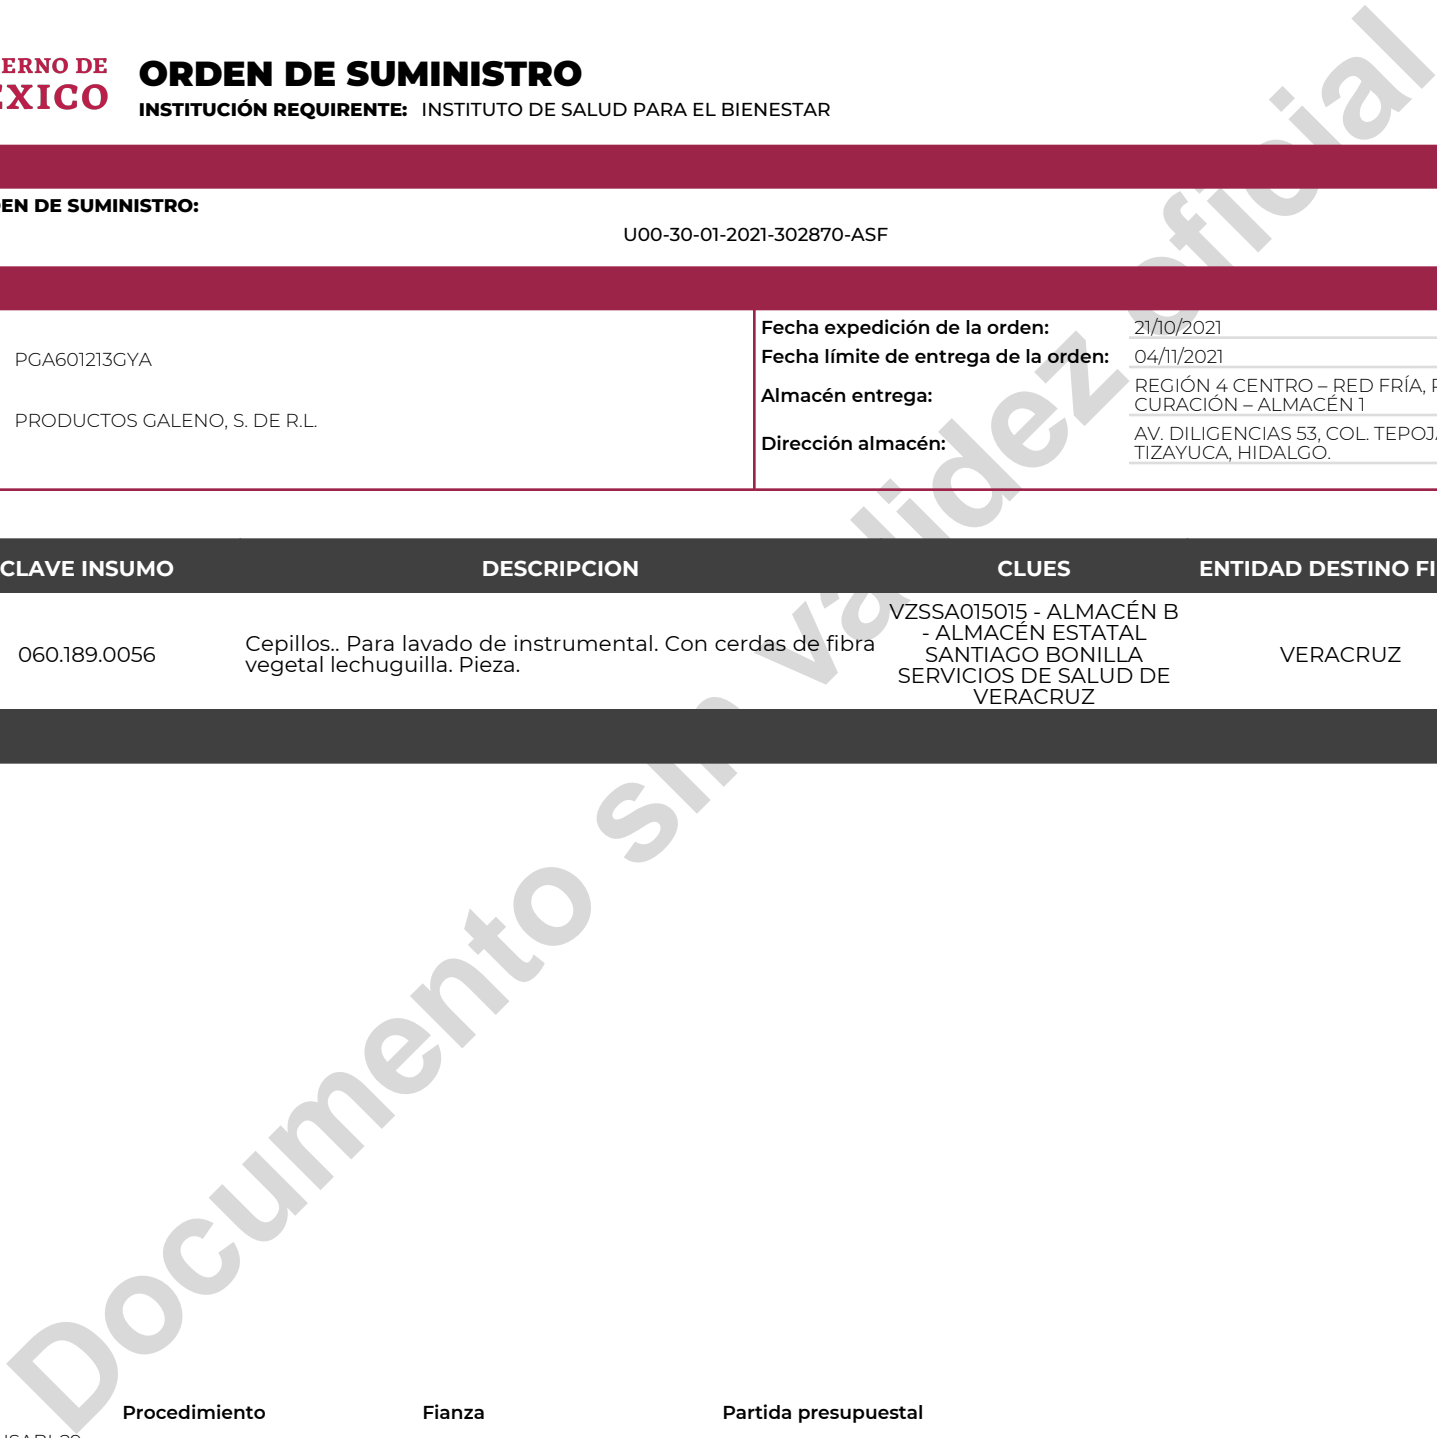 ERNO DE
EXICO
ORDEN DE SUMINISTRO
INSTITUCIÓN REQUIRENTE: INSTITUTO DE SALUD PARA EL BIENESTAR
EN DE SUMINISTRO:
U00-30-01-2021-302870-ASF
PGA601213GYA
PRODUCTOS GALENO, S. DE R.L.
Fecha expedición de la orden: 21/10/2021
Fecha límite de entrega de la orden: 04/11/2021
Almacén entrega: REGIÓN 4 CENTRO – RED FRÍA,
CURACIÓN – ALMACÉN 1
Dirección almacén: AV. DILIGENCIAS 53, COL. TEPOJA
TIZAYUCA, HIDALGO.
CLAVE INSUMO DESCRIPCION CLUES ENTIDAD DESTINO FI
060.189.0056
Cepillos.. Para lavado de instrumental. Con cerdas de fibra
vegetal lechuguilla. Pieza.
VZSSA015015 - ALMACÉN B
- ALMACÉN ESTATAL
SANTIAGO BONILLA
SERVICIOS DE SALUD DE
VERACRUZ
VERACRUZ
Documento sin validez oficial
Procedimiento Fianza Partida presupuestal